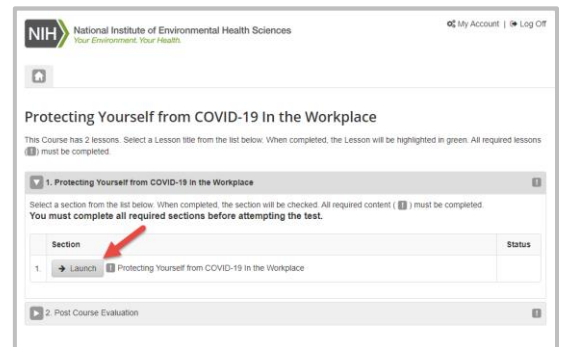 NIH National Institute of Environmental Health Sciences
Your Environment. Your Health.
My Account | Log Off
Protecting Yourself from COVID-19 In the Workplace
This Course has 2 lessons. Select a Lesson title from the list below. When completed, the Lesson will be highlighted in green. All required lessons
(!) must be completed.
1. Protecting Yourself from COVID-19 In the Workplace !
Select a section from the list below. When completed, the section will be checked. All required content ( ! ) must be completed.
You must complete all required sections before attempting the test.
Section Status
1. Launch ! Protecting Yourself from COVID-19 In the Workplace
2. Post Course Evaluation !